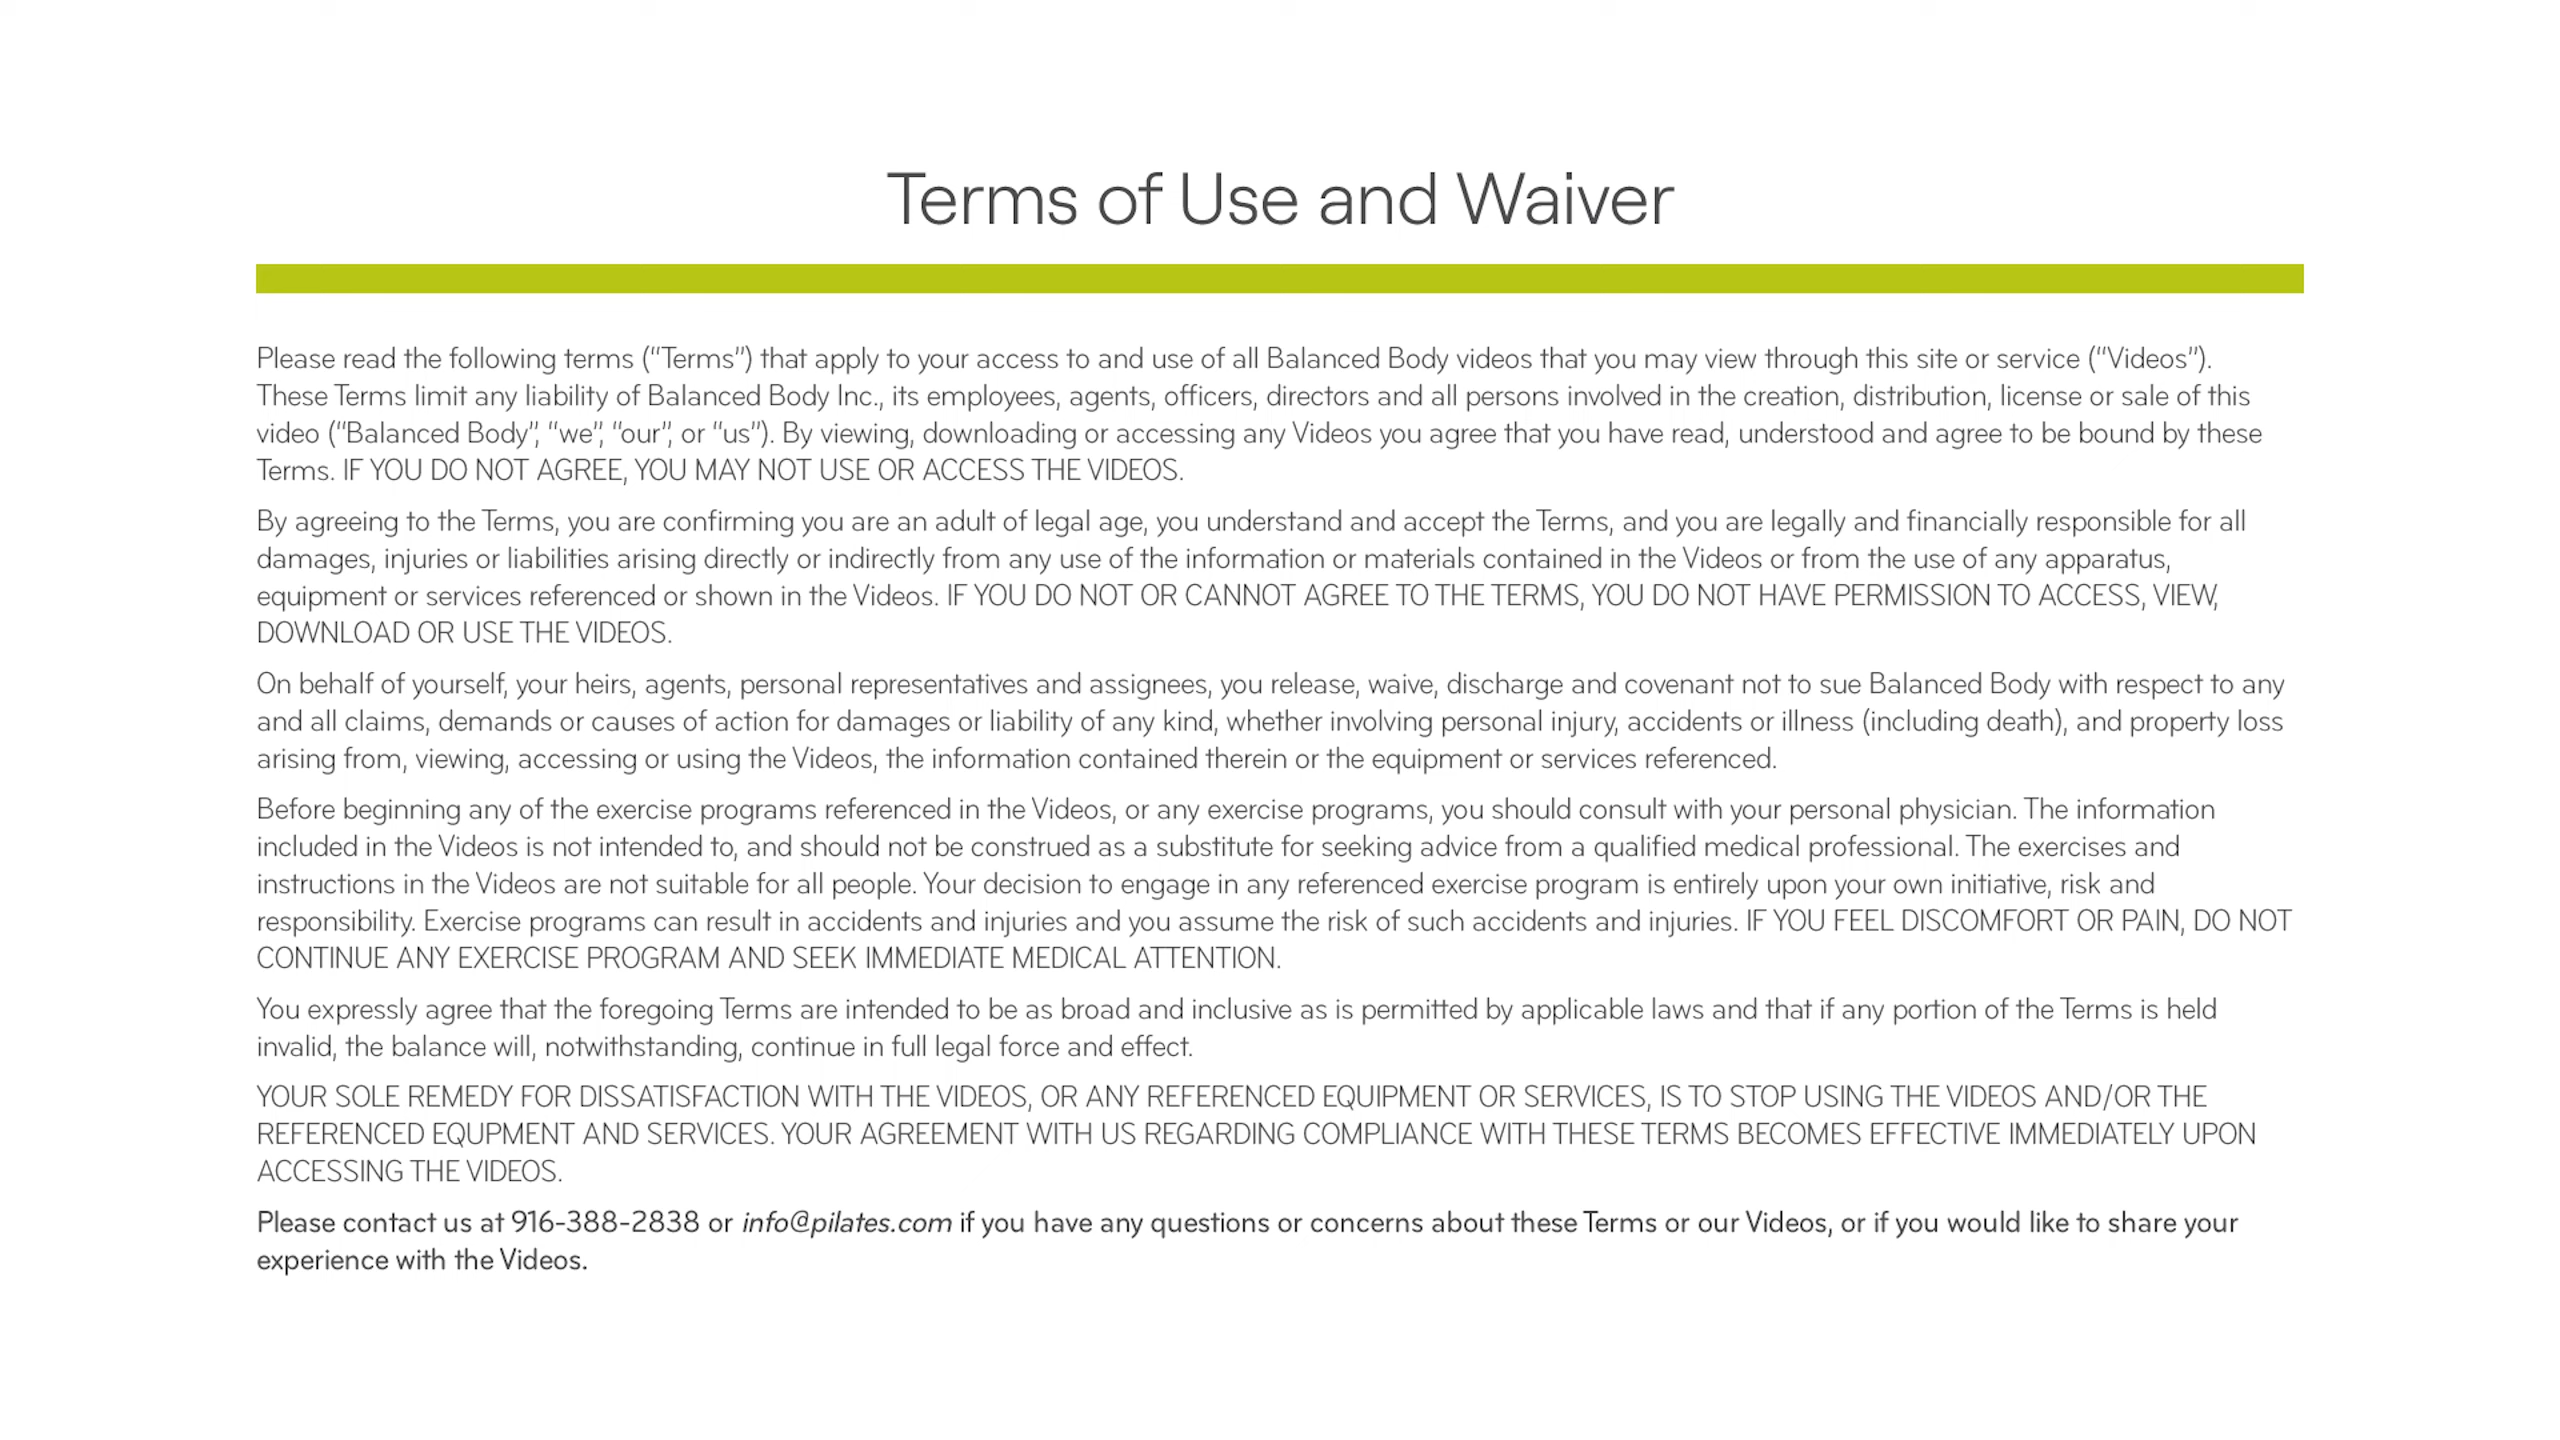 Terms of Use and Waiver
Please read the following terms (“Terms”) that apply to your access to and use of all Balanced Body videos that you may view through this site or service (“Videos”).
These Terms limit any liability of Balanced Body Inc., its employees, agents, officers, directors and all persons involved in the creation, distribution, license or sale of this
video (“Balanced Body”, “we”, “our”, or “us”). By viewing, downloading or accessing any Videos you agree that you have read, understood and agree to be bound by these
Terms. IF YOU DO NOT AGREE, YOU MAY NOT USE OR ACCESS THE VIDEOS.
By agreeing to the Terms, you are confirming you are an adult of legal age, you understand and accept the Terms, and you are legally and financially responsible for all
damages, injuries or liabilities arising directly or indirectly from any use of the information or materials contained in the Videos or from the use of any apparatus,
equipment or services referenced or shown in the Videos. IF YOU DO NOT OR CANNOT AGREE TO THE TERMS, YOU DO NOT HAVE PERMISSION TO ACCESS, VIEW,
DOWNLOAD OR USE THE VIDEOS.
On behalf of yourself, your heirs, agents, personal representatives and assignees, you release, waive, discharge and covenant not to sue Balanced Body with respect to any
and all claims, demands or causes of action for damages or liability of any kind, whether involving personal injury, accidents or illness (including death), and property loss
arising from, viewing, accessing or using the Videos, the information contained therein or the equipment or services referenced.
Before beginning any of the exercise programs referenced in the Videos, or any exercise programs, you should consult with your personal physician. The information
included in the Videos is not intended to, and should not be construed as a substitute for seeking advice from a qualified medical professional. The exercises and
instructions in the Videos are not suitable for all people. Your decision to engage in any referenced exercise program is entirely upon your own initiative, risk and
responsibility. Exercise programs can result in accidents and injuries and you assume the risk of such accidents and injuries. IF YOU FEEL DISCOMFORT OR PAIN, DO NOT
CONTINUE ANY EXERCISE PROGRAM AND SEEK IMMEDIATE MEDICAL ATTENTION.
You expressly agree that the foregoing Terms are intended to be as broad and inclusive as is permitted by applicable laws and that if any portion of the Terms is held
invalid, the balance will, notwithstanding, continue in full legal force and effect.
YOUR SOLE REMEDY FOR DISSATISFACTION WITH THE VIDEOS, OR ANY REFERENCED EQUIPMENT OR SERVICES, IS TO STOP USING THE VIDEOS AND/OR THE
REFERENCED EQUPMENT AND SERVICES. YOUR AGREEMENT WITH US REGARDING COMPLIANCE WITH THESE TERMS BECOMES EFFECTIVE IMMEDIATELY UPON
ACCESSING THE VIDEOS.
Please contact us at 916-388-2838 or info@pilates.com if you have any questions or concerns about these Terms or our Videos, or if you would like to share your
experience with the Videos.